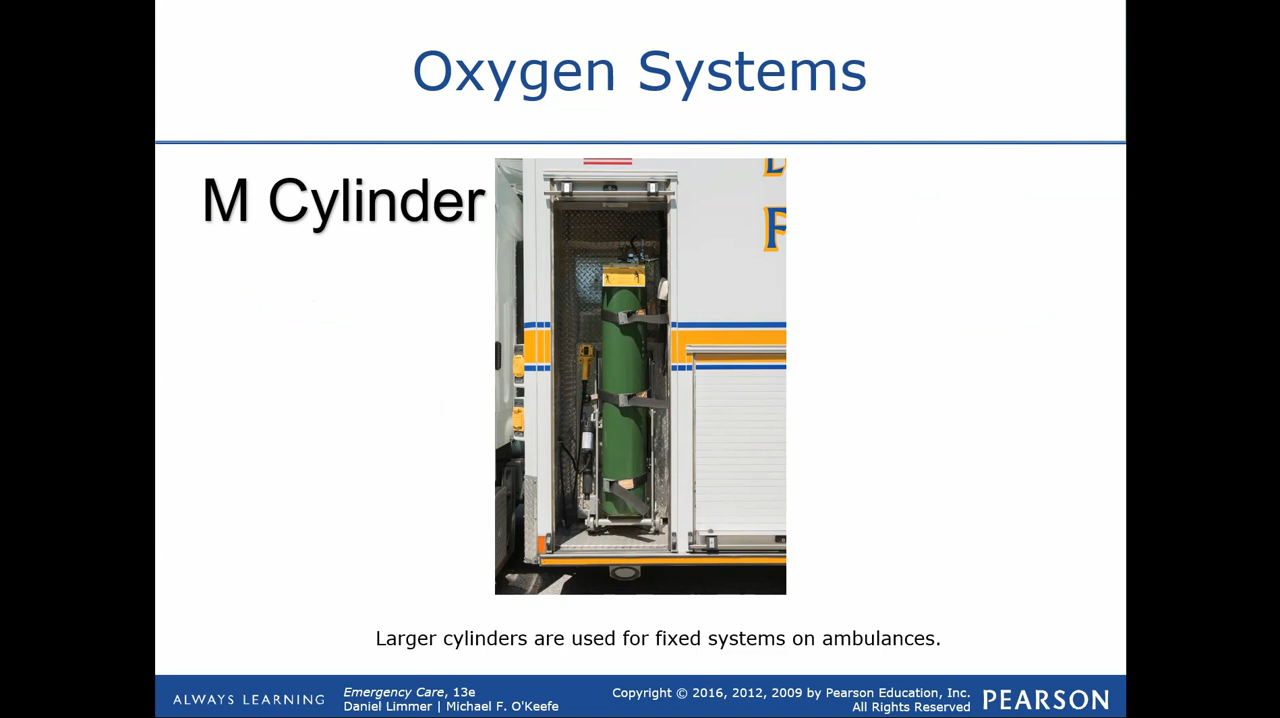 Oxygen Systems
M Cylinder
Larger cylinders are used for fixed systems on ambulances.
ALWAYS LEARNING
Emergency Care, 13e
Daniel Limmer | Michael F. O'Keefe
Copyright © 2016, 2012, 2009 by Pearson Education, Inc.
All Rights Reserved
PEARSON